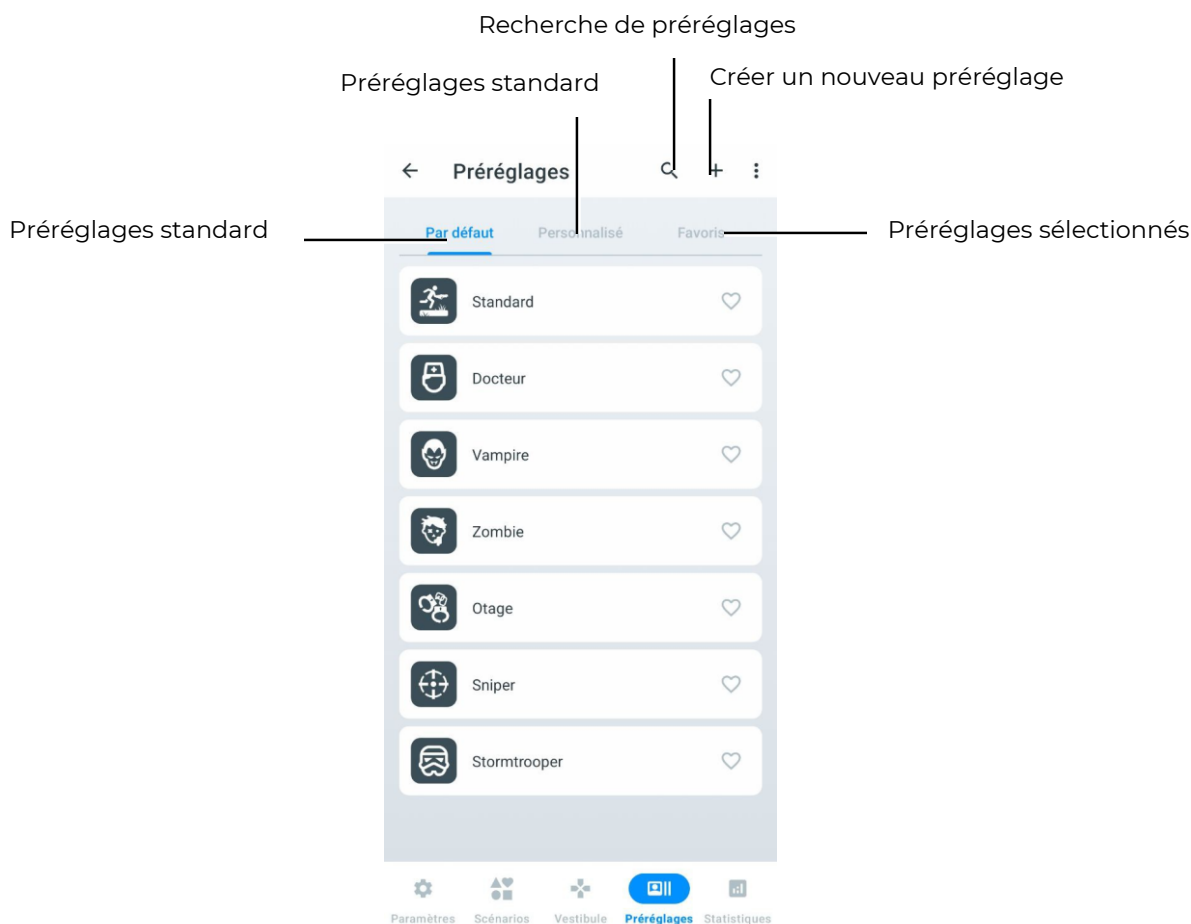 Recherche de préréglages
Préréglages standard
Créer un nouveau préréglage
Préréglages
Préréglages standard
Par défaut
Personnalisé
Favoris
Préréglages sélectionnés
Standard
Docteur
Vampire
Zombie
Otage
Sniper
Stormtrooper
Paramètres
Scénarios
Vestibule
Préréglages
Statistiques